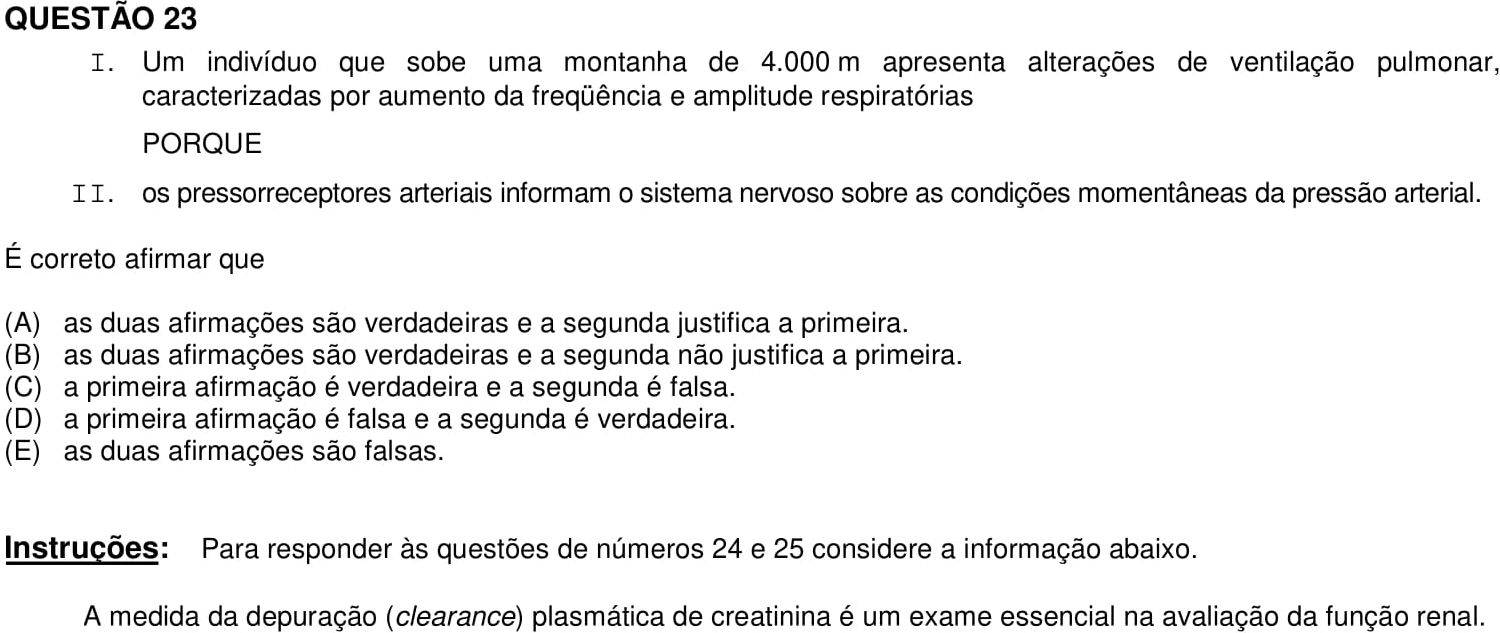 QUESTÃO 23
I. Um indivíduo que sobe uma montanha de 4.000 m apresenta alterações de ventilação pulmonar,
caracterizadas por aumento da freqüência e amplitude respiratórias
PORQUE
II. os pressorreceptores arteriais informam o sistema nervoso sobre as condições momentâneas da pressão arterial.
É correto afirmar que
(A) as duas afirmações são verdadeiras e a segunda justifica a primeira.
(B) as duas afirmações são verdadeiras e a segunda não justifica a primeira.
(C) a primeira afirmação é verdadeira e a segunda é falsa.
(D) a primeira afirmação é falsa e a segunda é verdadeira.
(E) as duas afirmações são falsas.
Instruções: Para responder às questões de números 24 e 25 considere a informação abaixo.
A medida da depuração (clearance) plasmática de creatinina é um exame essencial na avaliação da função renal.